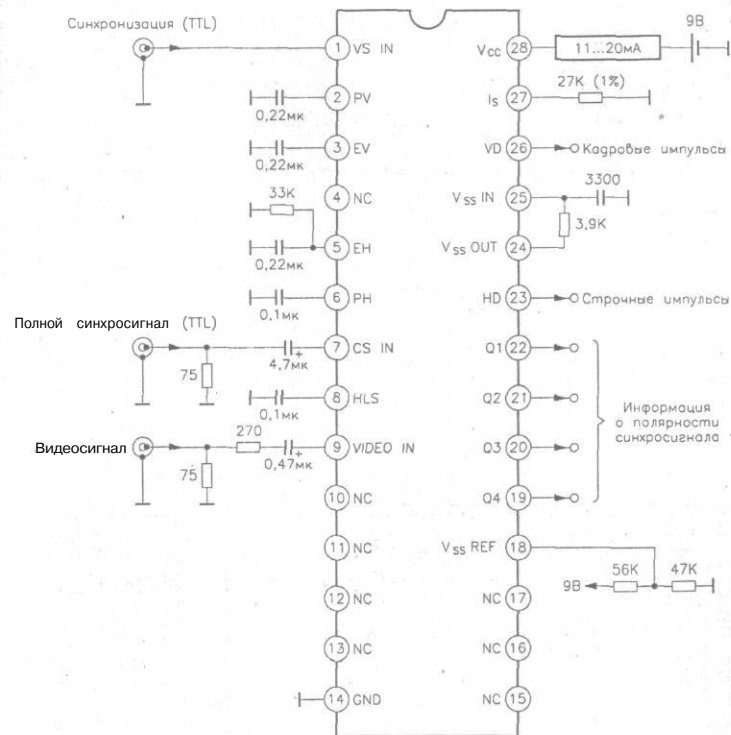 Синхронизация (TTL)
1 VS IN
2 PV
0,22мк
3 EV
0,22мк
4 NC
33К
5 EH
0,22мк
6 PH
0,1мк
Полной синхросигнал (TTL)
7 CS IN
4,7мк
+
75
8 HLS
0,1мк
Видеосигнал
270
9 VIDEO IN
0,47мк
+
75
10 NC
11 NC
12 NC
13 NC
14 GND
Vcc 28
11...20мА
9В
Is 27
27К (1%)
VD 26
Кадровые импульсы
Vss IN 25
3300
3,9К
Vss OUT 24
HD 23
Строчные импульсы
Q1 22
Q2 21
Q3 20
Q4 19
Информация
о полярности
синхросигнала
Vss REF 18
9В
56К
47К
NC 17
NC 16
NC 15